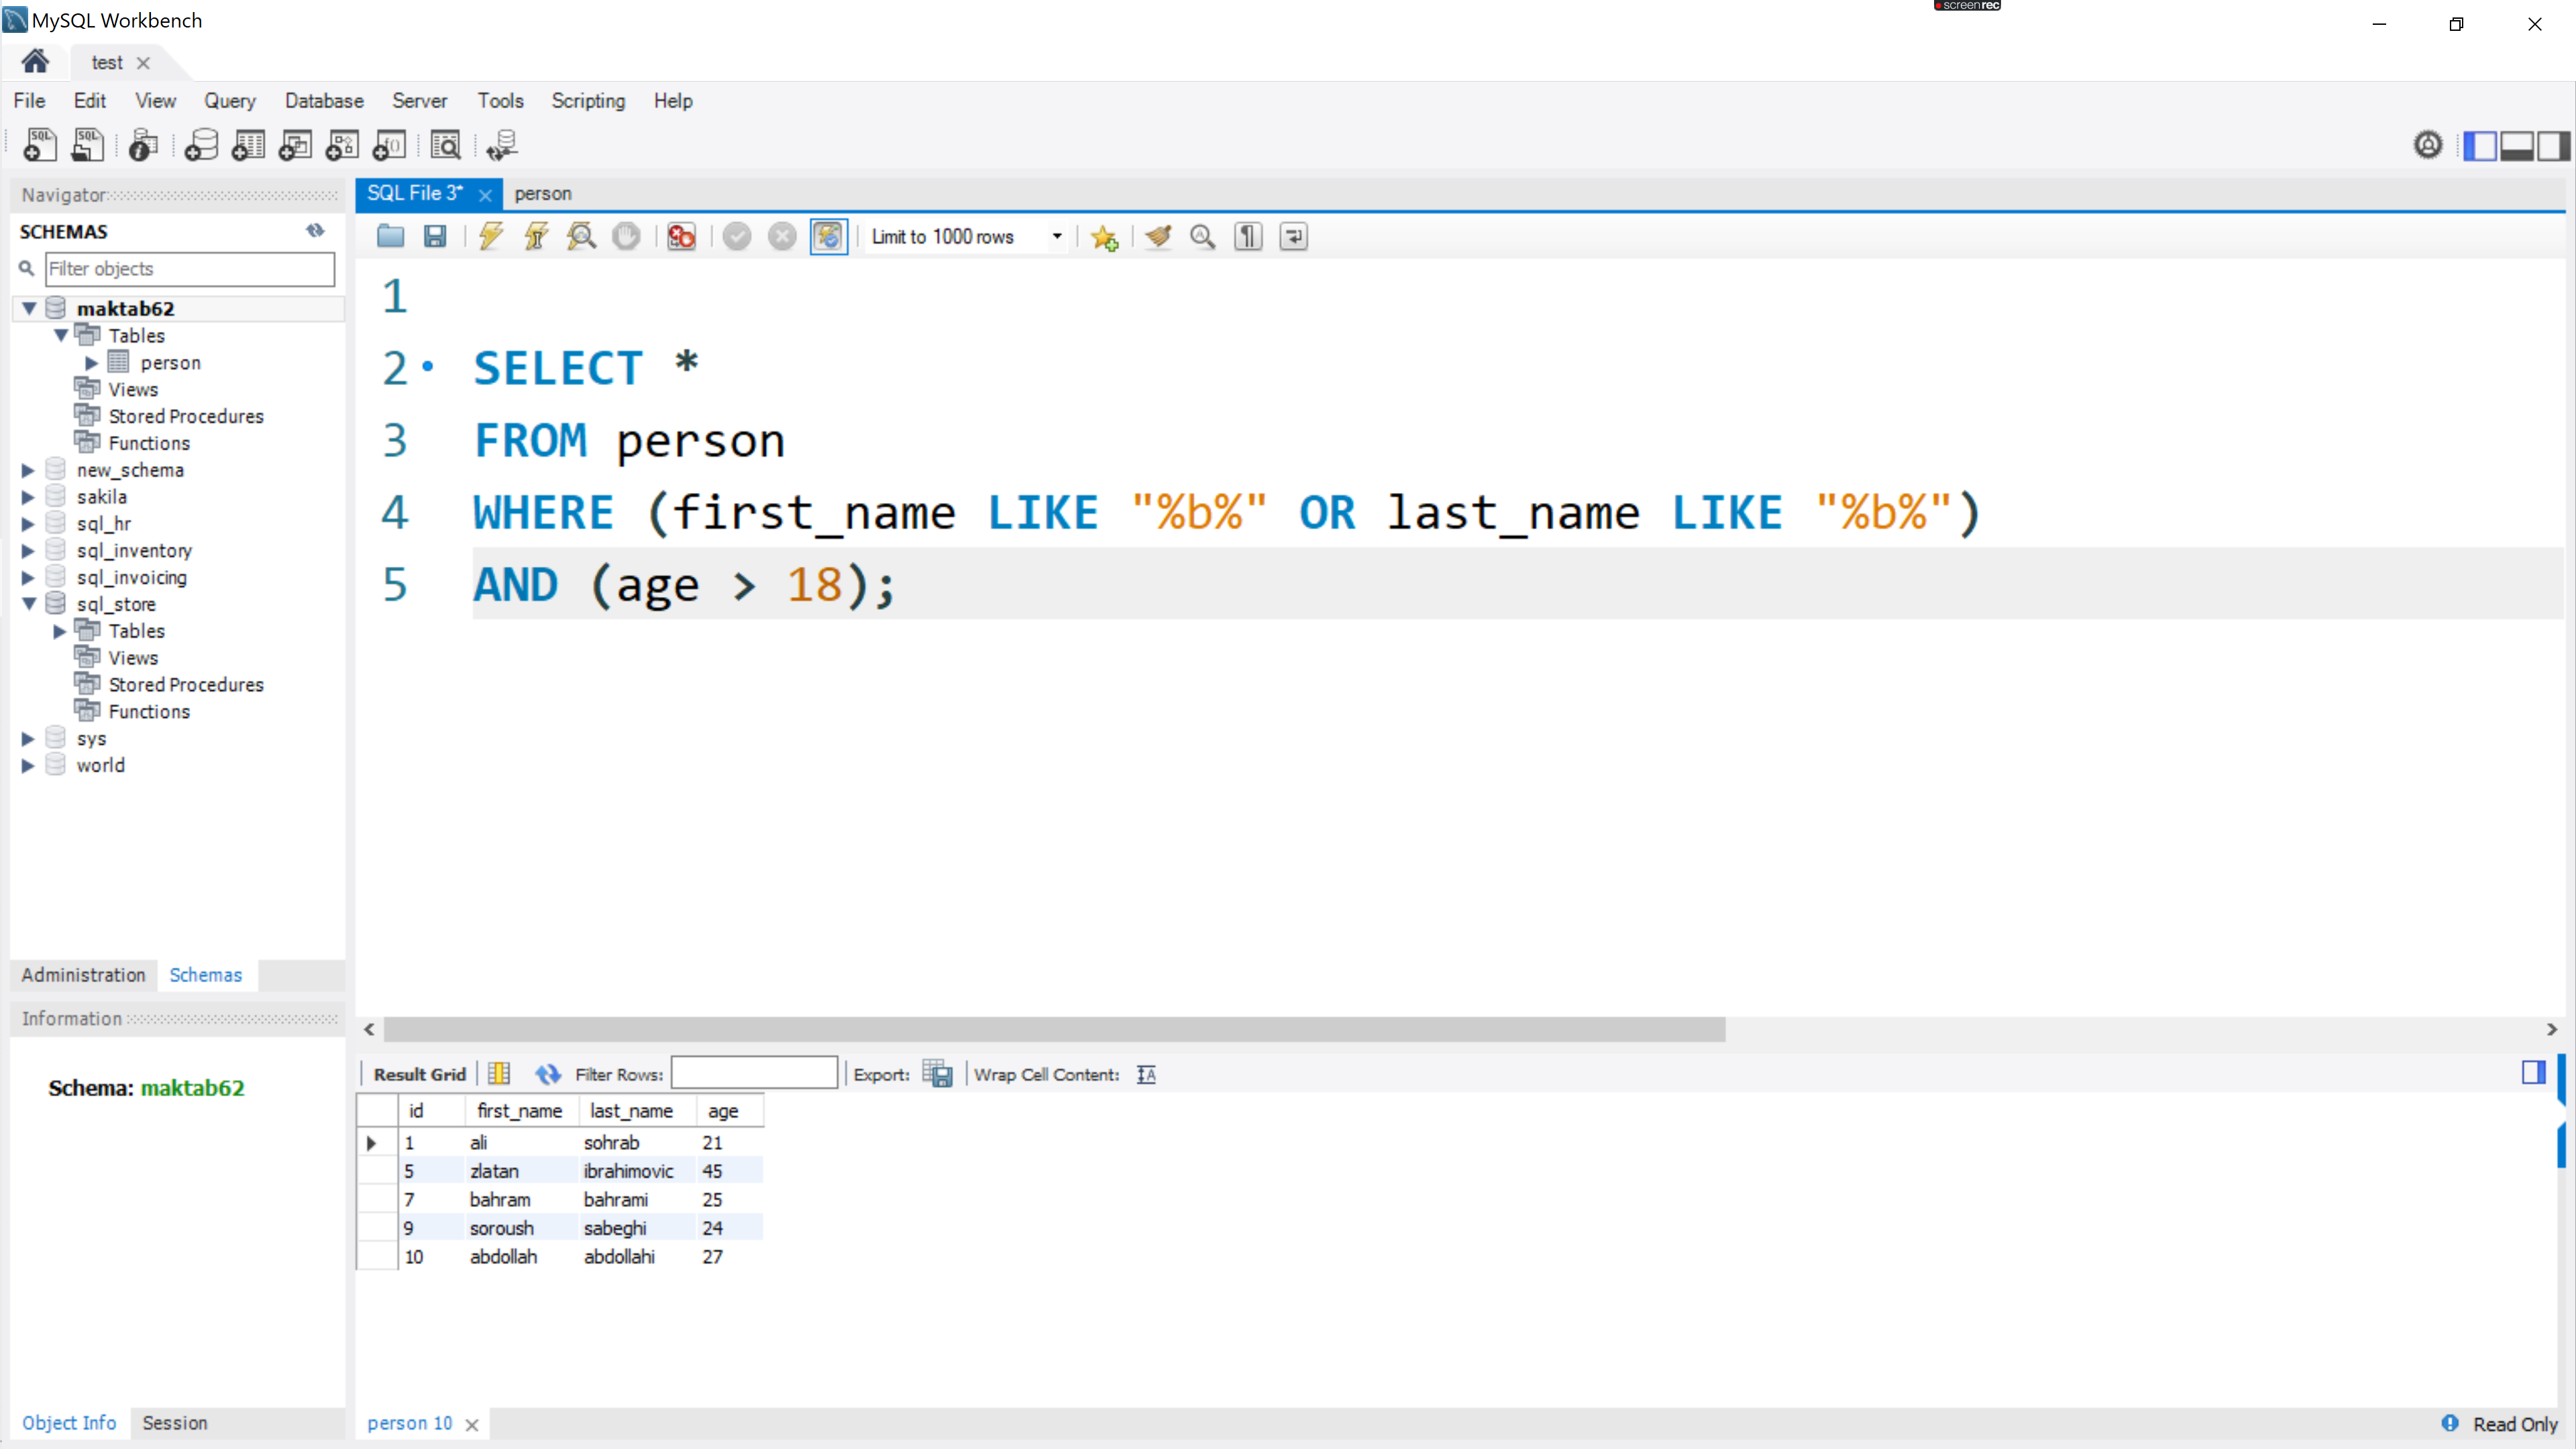 screenrec
MySQL Workbench
test
File Edit View Query Database Server Tools Scripting Help
Navigator
SCHEMAS
Filter objects
maktab62
Tables
person
Views
Stored Procedures
Functions
new_schema
sakila
sql_hr
sql_inventory
sql_invoicing
sql_store
Tables
Views
Stored Procedures
Functions
sys
world
Administration Schemas
Information
Schema: maktab62
Object Info Session
SQL File 3* person
Limit to 1000 rows
1
2 SELECT *
3 FROM person
4 WHERE (first_name LIKE "%b%" OR last_name LIKE "%b%")
5 AND (age > 18);
Result Grid Filter Rows: Export: Wrap Cell Content:
id first_name last_name age
1 ali sohrab 21
5 zlatan ibrahimovic 45
7 bahram bahrami 25
9 soroush sabeghi 24
10 abdollah abdollahi 27
person 10
Read Only